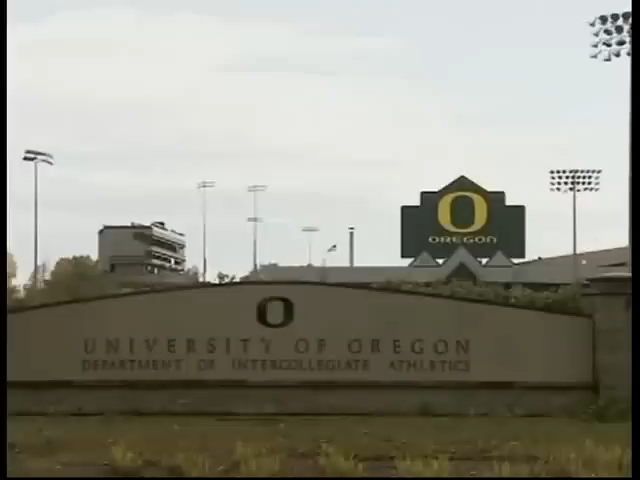 O
OREGON
O
UNIVERSITY OF OREGON
DEPARTMENT OF INTERCOLLEGIATE ATHLETICS